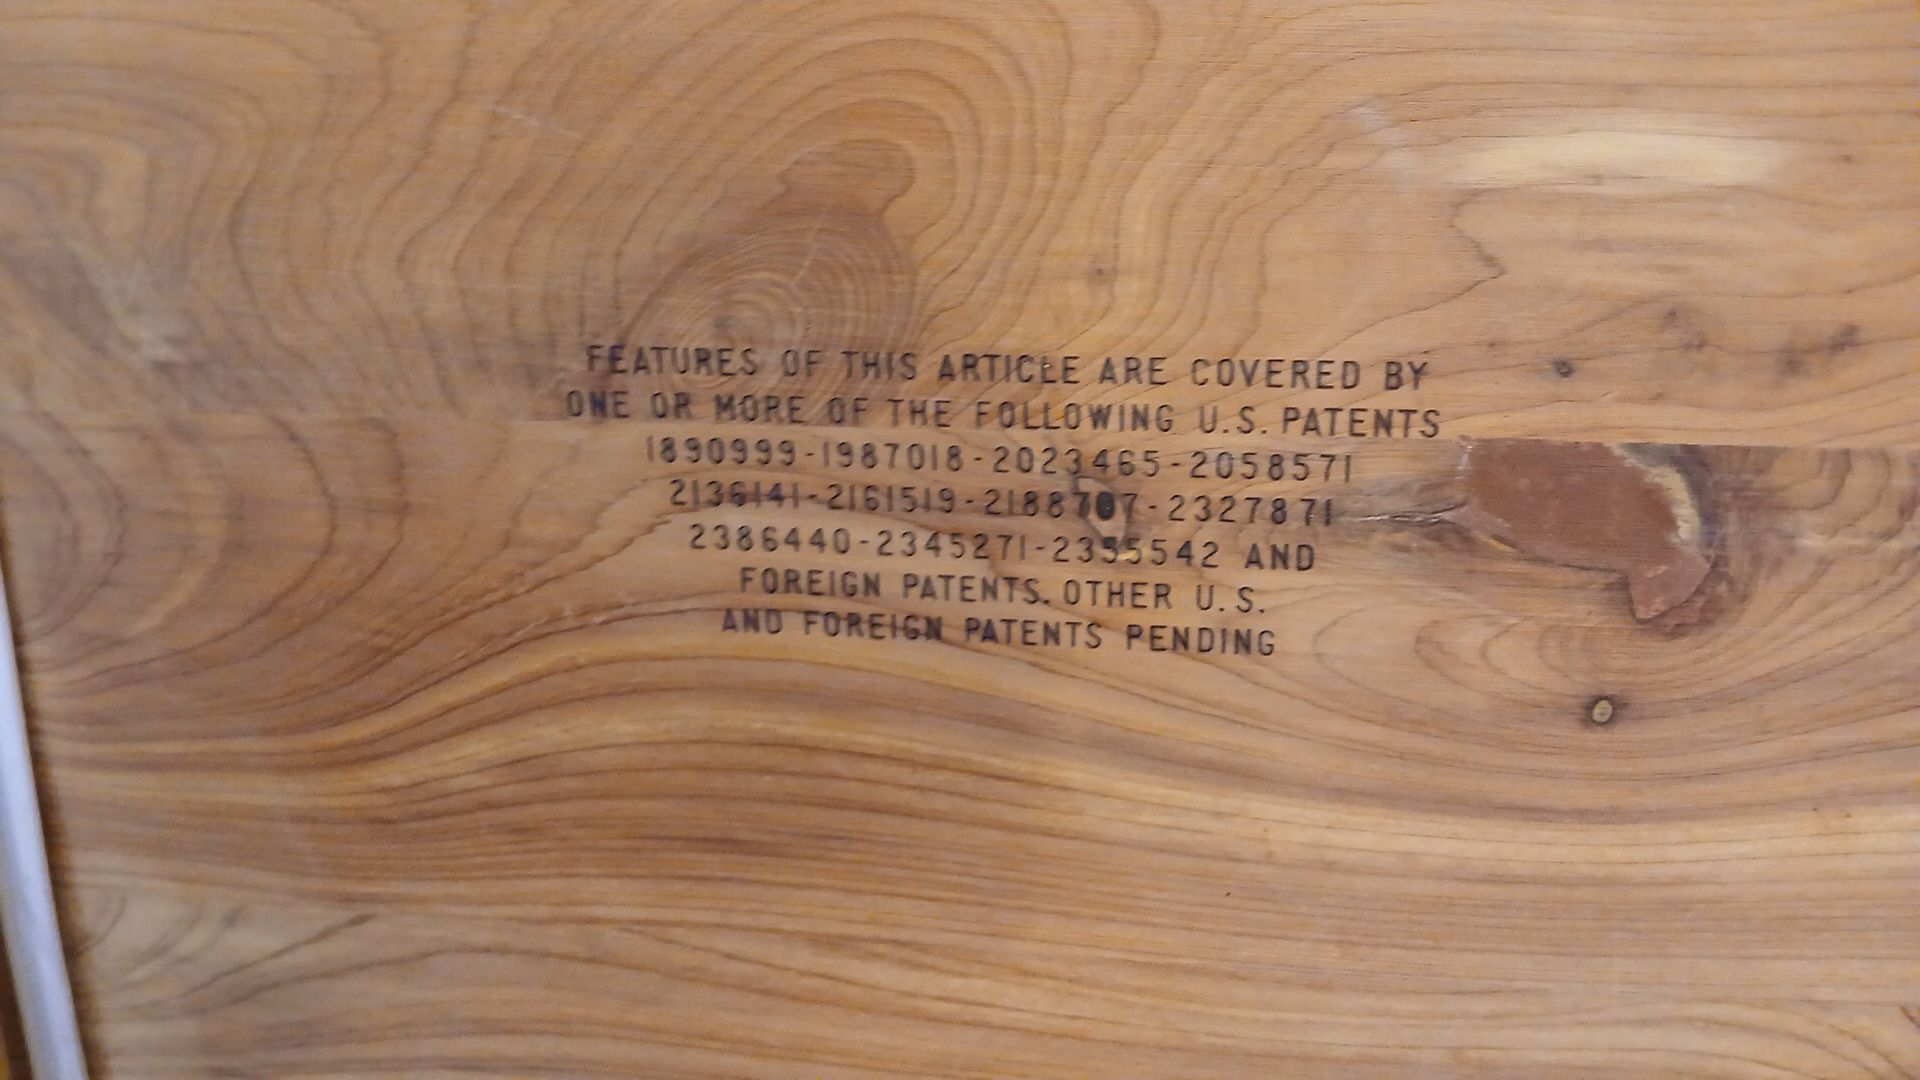 FEATURES OF THIS ARTICLE ARE COVERED BY
ONE OR MORE OF THE FOLLOWING U.S. PATENTS
1890999-1987018-2023465-2058571
2136141-2161519-2188707-2327871
2386440-2345271-2355542 AND
FOREIGN PATENTS. OTHER U.S.
AND FOREIGN PATENTS PENDING